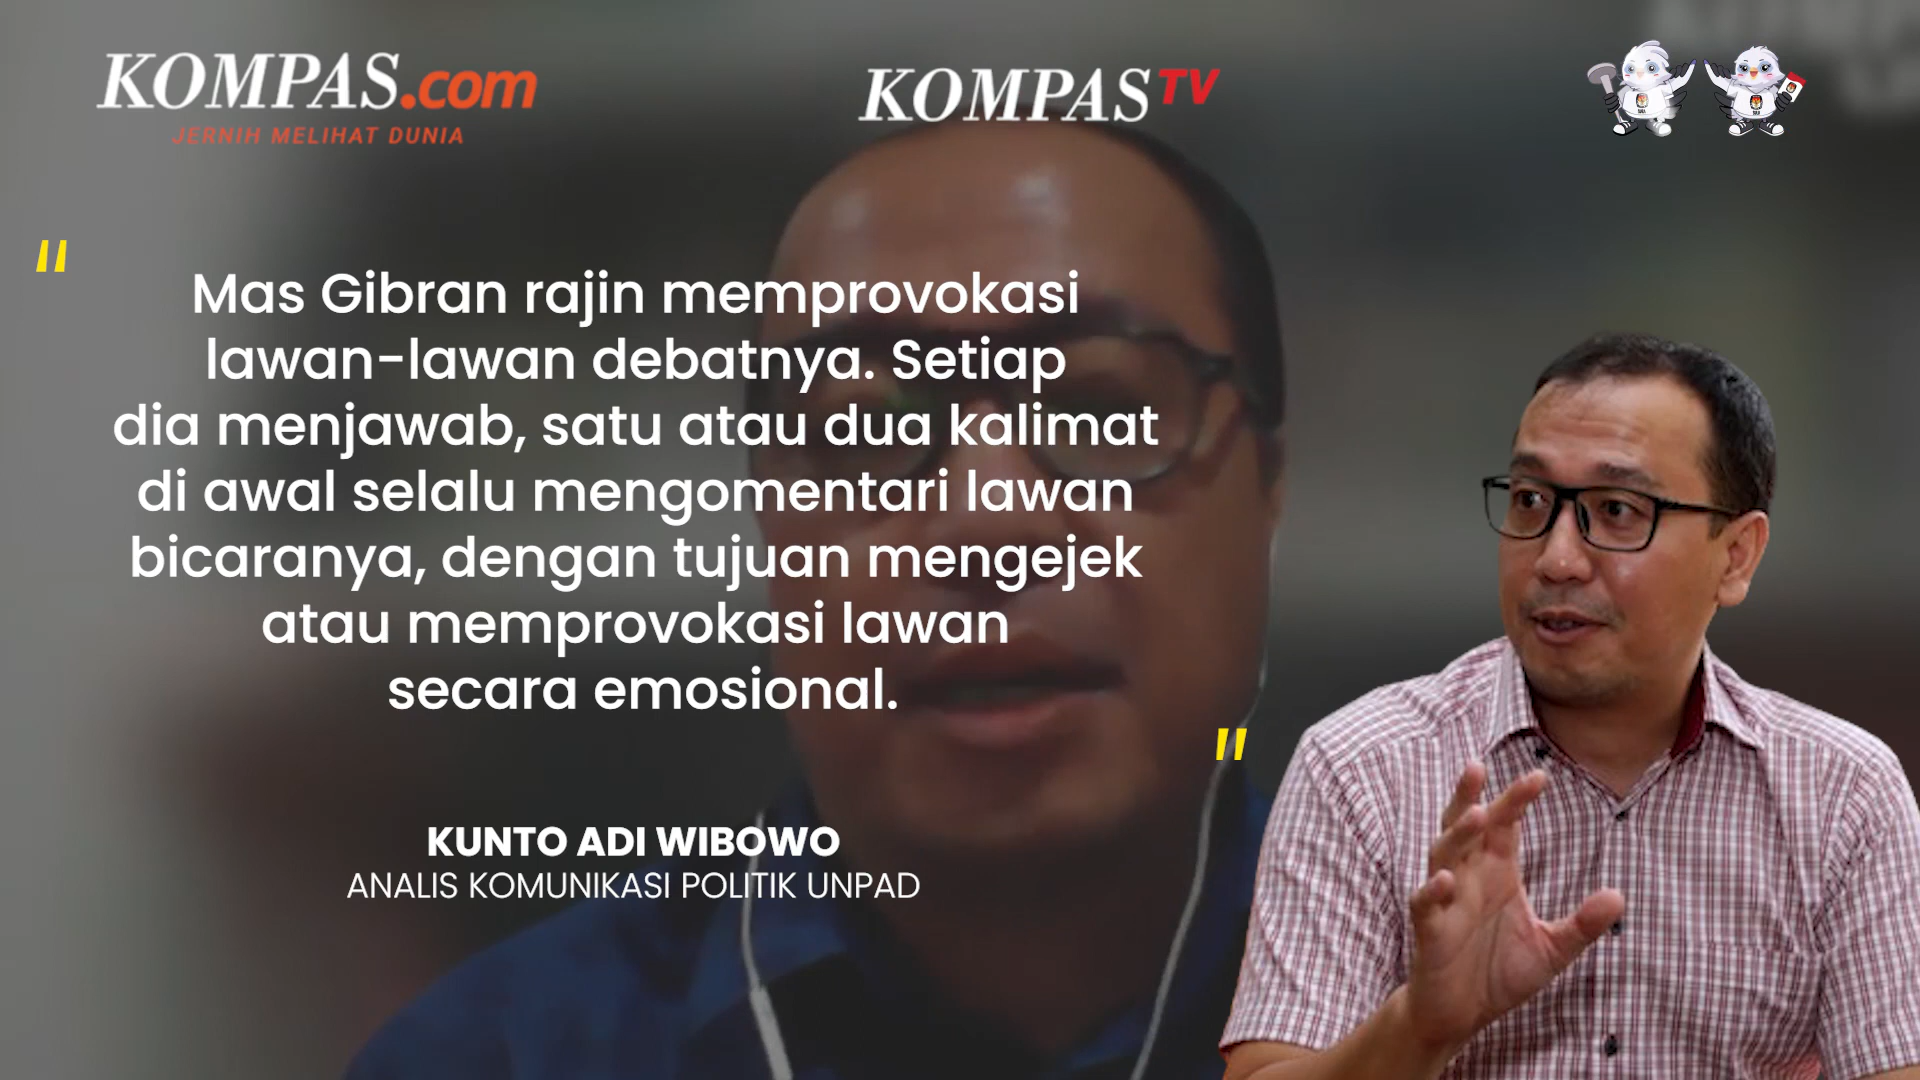 KOMPAS.com
JERNIH MELIHAT DUNIA
KOMPAS TV
"
Mas Gibran rajin memprovokasi
lawan-lawan debatnya. Setiap
dia menjawab, satu atau dua kalimat
di awal selalu mengomentari lawan
bicaranya, dengan tujuan mengejek
atau memprovokasi lawan
secara emosional.
"
KUNTO ADI WIBOWO
ANALIS KOMUNIKASI POLITIK UNPAD